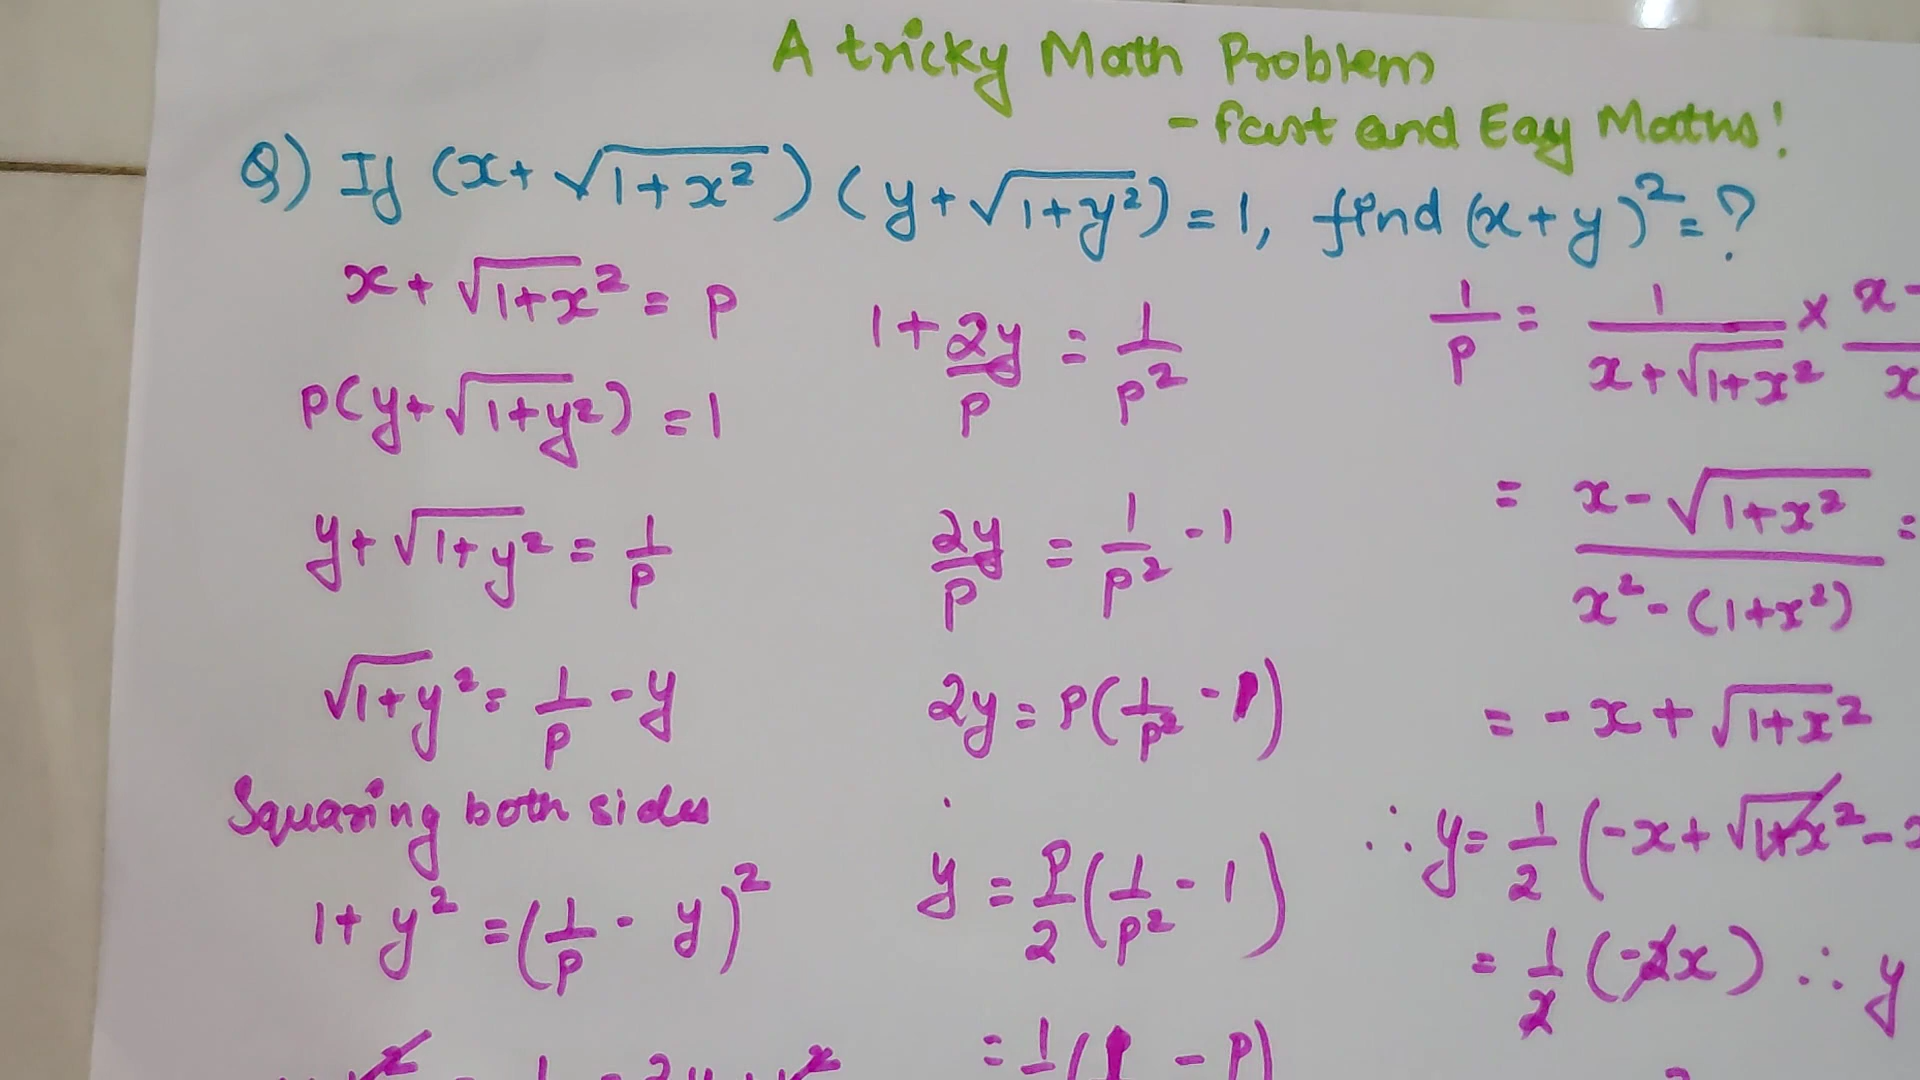 A tricky Math Problem
- fast and Eay Maths!
Q) If (x+√(1+x²))(y+√(1+y²))=1, find (x+y)²=?
x+√(1+x²) = p
p(y+√(1+y²)) = 1
y+√(1+y²) = 1/p
√(1+y²) = 1/p - y
Squaring both sides
1+y² = (1/p - y)²
1+2y/p = 1/p²
2y/p = 1/p² - 1
2y = p(1/p² - 1)
y = p/2(1/p² - 1)
1/p = 1/(x+√(1+x²)) × x-
= (x-√(1+x²))/(x²-(1+x²)) =
= -x+√(1+x²)
∴ y = 1/2(-x+√(1+x²)-
= 1/2(-2x) ∴ y